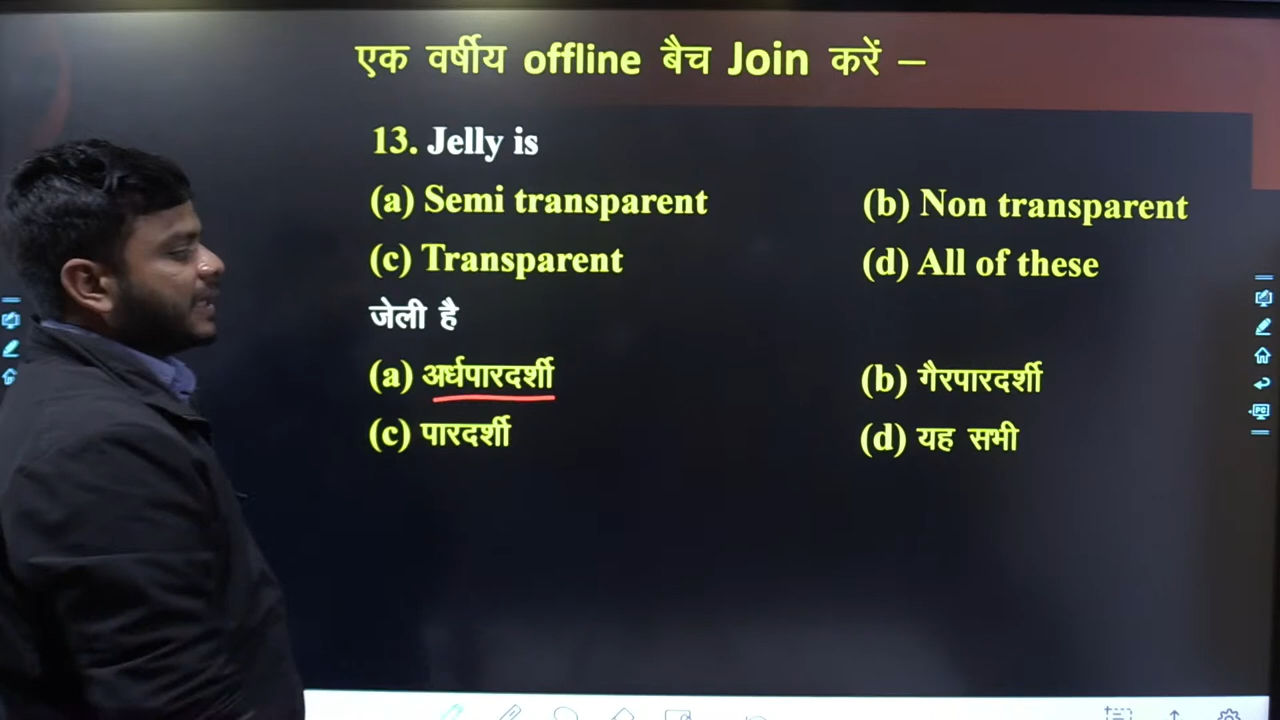 एक वर्षीय offline बैच Join करें –
13. Jelly is
(a) Semi transparent (b) Non transparent
(c) Transparent (d) All of these
जेली है
(a) अर्धपारदर्शी (b) गैरपारदर्शी
(c) पारदर्शी (d) यह सभी